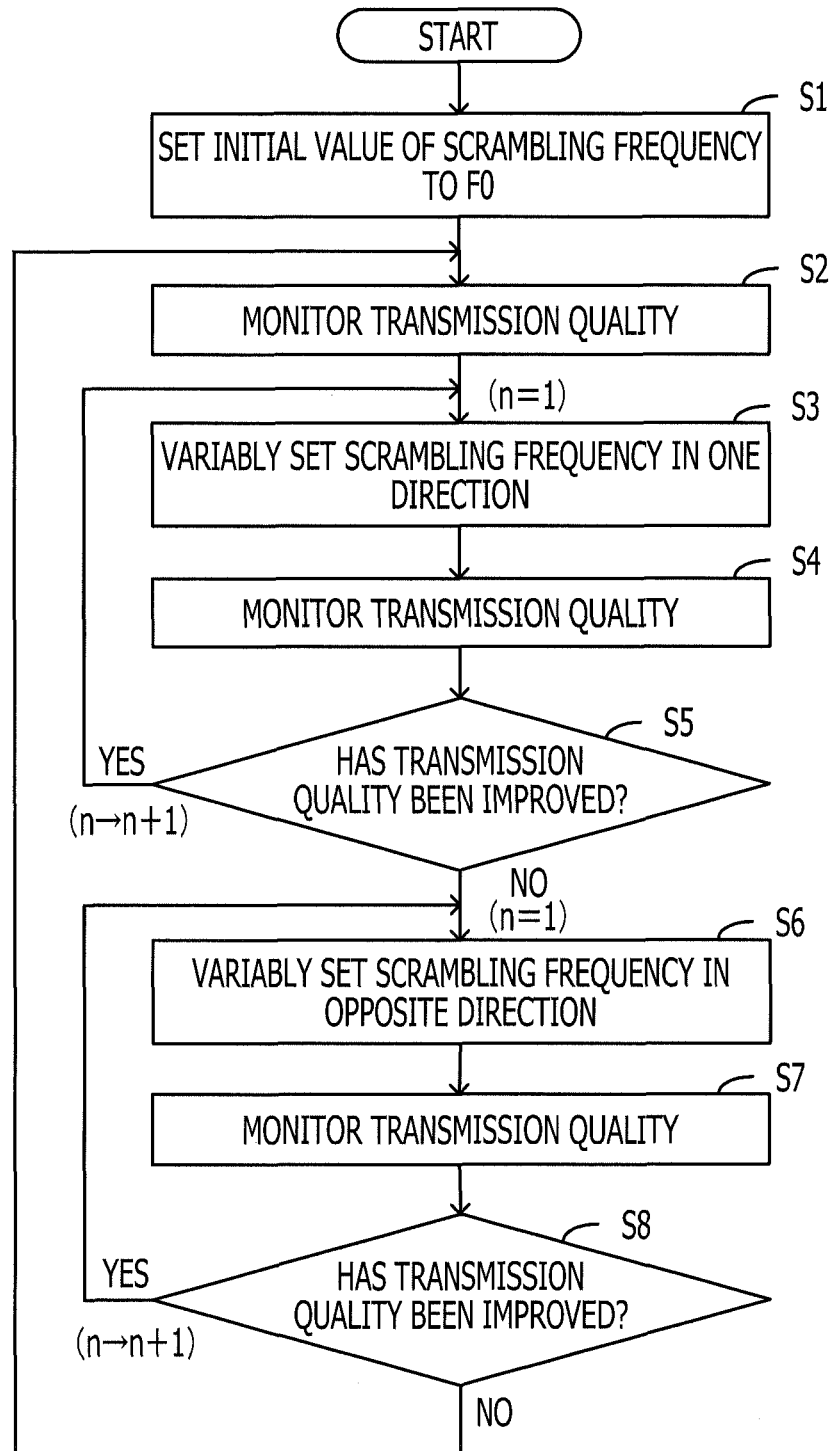 START
S1
SET INITIAL VALUE OF SCRAMBLING FREQUENCY
TO F0
S2
MONITOR TRANSMISSION QUALITY
(n=1)
S3
VARIABLY SET SCRAMBLING FREQUENCY IN ONE
DIRECTION
S4
MONITOR TRANSMISSION QUALITY
S5
YES
HAS TRANSMISSION
QUALITY BEEN IMPROVED?
(n→n+1)
NO
(n=1)
S6
VARIABLY SET SCRAMBLING FREQUENCY IN
OPPOSITE DIRECTION
S7
MONITOR TRANSMISSION QUALITY
S8
YES
HAS TRANSMISSION
QUALITY BEEN IMPROVED?
(n→n+1)
NO